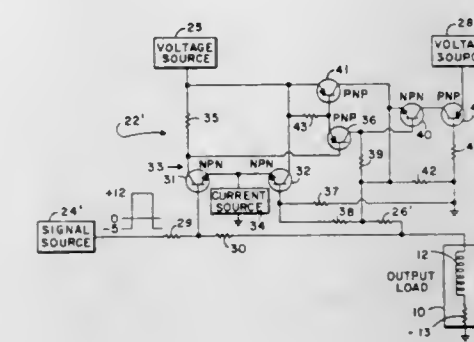 25
VOLTAGE
SOURCE
28
41
PNP
22'
35
43
PNP
36
NPN
PNP
40
33
NPN
NPN
31
32
39
42
CURRENT
SOURCE
34
37
38
26'
+12
0
-5
24'
SIGNAL
SOURCE
29
30
12
OUTPUT
LOAD
10
13